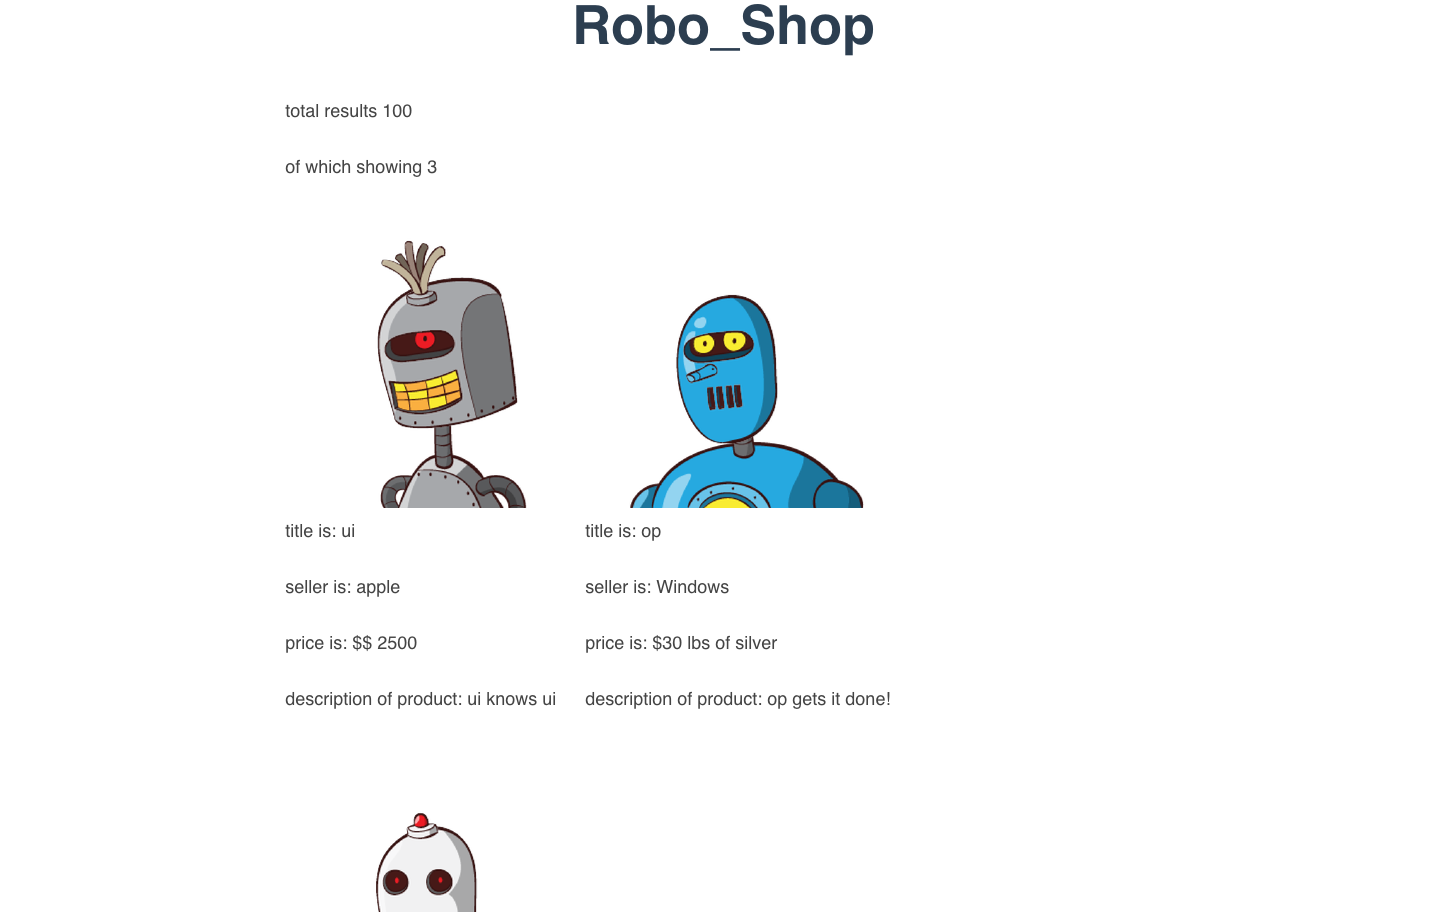 Robo_Shop
total results 100
of which showing 3
title is: ui
seller is: apple
price is: $$ 2500
description of product: ui knows ui
title is: op
seller is: Windows
price is: $30 lbs of silver
description of product: op gets it done!